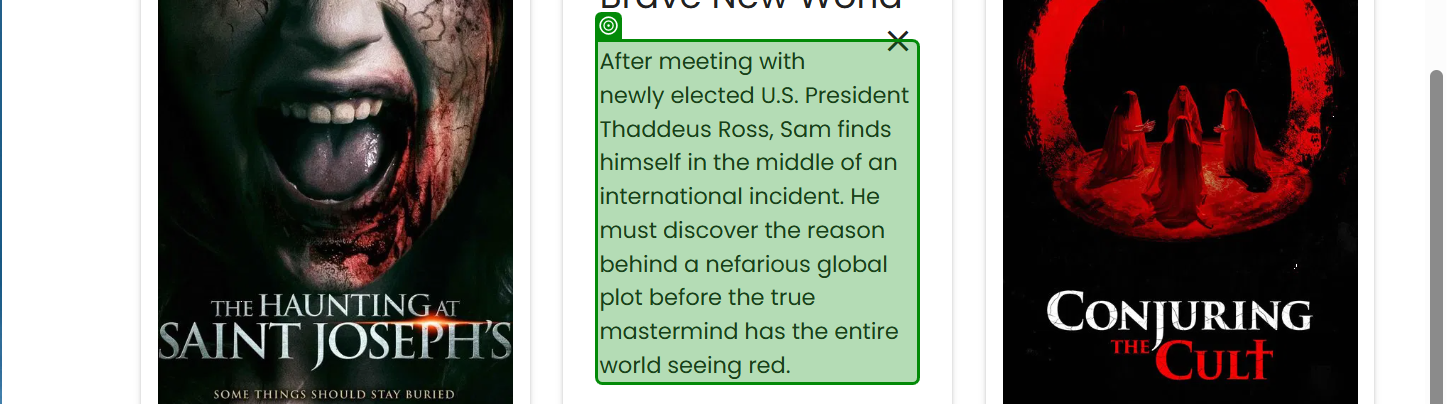 Brave New World
After meeting with
newly elected U.S. President
Thaddeus Ross, Sam finds
himself in the middle of an
international incident. He
must discover the reason
behind a nefarious global
plot before the true
mastermind has the entire
world seeing red.
THE HAUNTING AT
SAINT JOSEPH'S
SOME THINGS SHOULD STAY BURIED
CONJURING
THE CULT